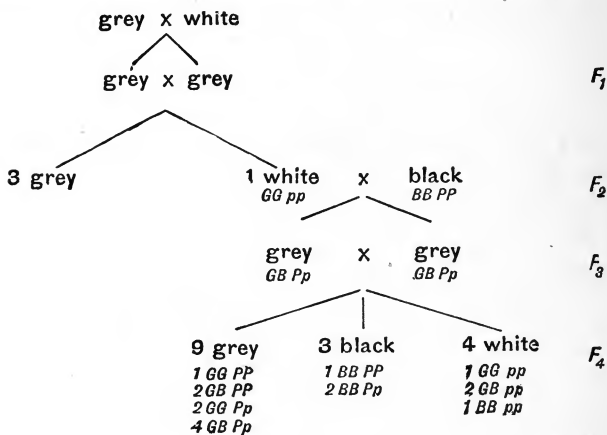 grey x white
grey x grey F1
3 grey 1 white x black F2
GG pp BB PP
grey x grey F3
GB Pp GB Pp
9 grey 3 black 4 white F4
1 GG PP 1 BB PP 1 GG pp
2 GB PP 2 BB Pp 2 GB pp
2 GG Pp 1 BB pp
4 GB Pp